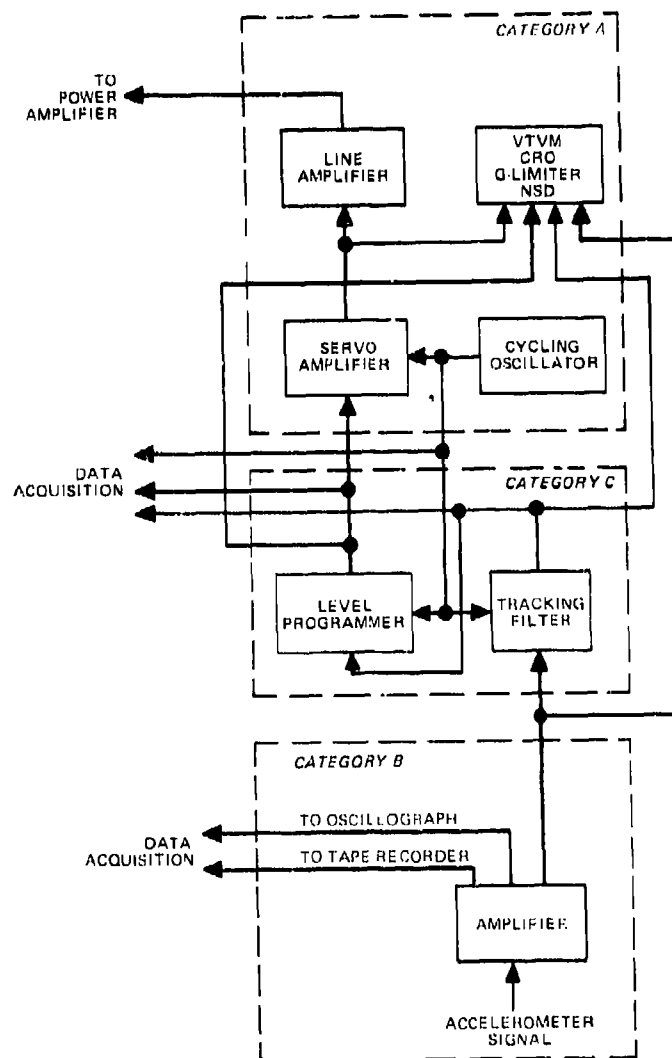 CATEGORY A
TO
POWER
AMPLIFIER
LINE
AMPLIFIER
VTVM
CRO
G-LIMITER
NSD
SERVO
AMPLIFIER
CYCLING
OSCILLATOR
DATA
ACQUISITION
CATEGORY C
LEVEL
PROGRAMMER
TRACKING
FILTER
CATEGORY B
TO OSCILLOGRAPH
DATA
ACQUISITION
TO TAPE RECORDER
AMPLIFIER
ACCELEROMETER
SIGNAL